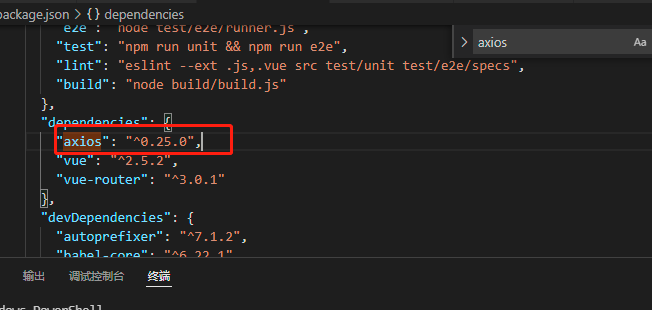 package.json > {} dependencies
"e2e": "node test/e2e/runner.js",
"test": "npm run unit && npm run e2e",
"lint": "eslint --ext .js,.vue src test/unit test/e2e/specs",
"build": "node build/build.js"
},
"dependencies": {
"axios": "^0.25.0",
"vue": "^2.5.2",
"vue-router": "^3.0.1"
},
"devDependencies": {
"autoprefixer": "^7.1.2",
"babel-core": "^6.22.1",
> axios Aa
输出 调试控制台 终端
dows PowerShell